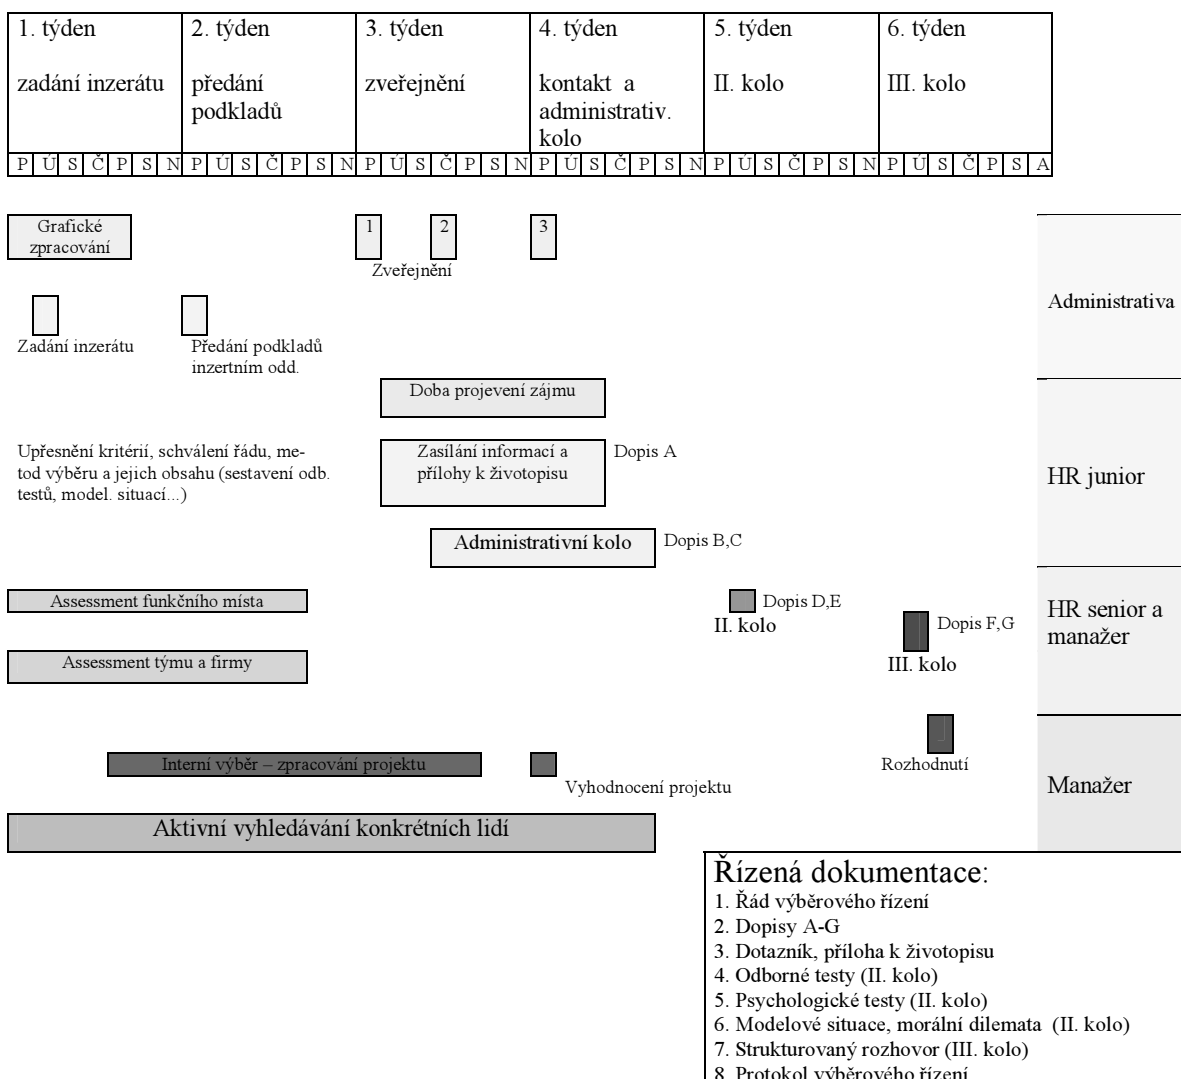 1. týden
2. týden
3. týden
4. týden
5. týden
6. týden
zadání inzerátu
předání
podkladů
zveřejnění
kontakt a
administrativ.
kolo
II. kolo
III. kolo
P Ú S Č P S N P Ú S Č P S N P Ú S Č P S N P Ú S Č P S N P Ú S Č P S N P Ú S Č P S A
Grafické
zpracování
1
2
3
Zveřejnění
Administrativa
Zadání inzerátu
Předání podkladů
inzertním odd.
Doba projevení zájmu
Upřesnění kritérií, schválení řádu, me-
tod výběru a jejich obsahu (sestavení odb.
testů, model. situací...)
Zasílání informací a
přílohy k životopisu
Dopis A
HR junior
Administrativní kolo
Dopis B,C
Assessment funkčního místa
Dopis D,E
II. kolo
Dopis F,G
III. kolo
HR senior a
manažer
Assessment týmu a firmy
Interní výběr – zpracování projektu
Vyhodnocení projektu
Rozhodnutí
Manažer
Aktivní vyhledávání konkrétních lidí
Řízená dokumentace:
1. Řád výběrového řízení
2. Dopisy A-G
3. Dotazník, příloha k životopisu
4. Odborné testy (II. kolo)
5. Psychologické testy (II. kolo)
6. Modelové situace, morální dilemata (II. kolo)
7. Strukturovaný rozhovor (III. kolo)
8. Protokol výběrového řízení